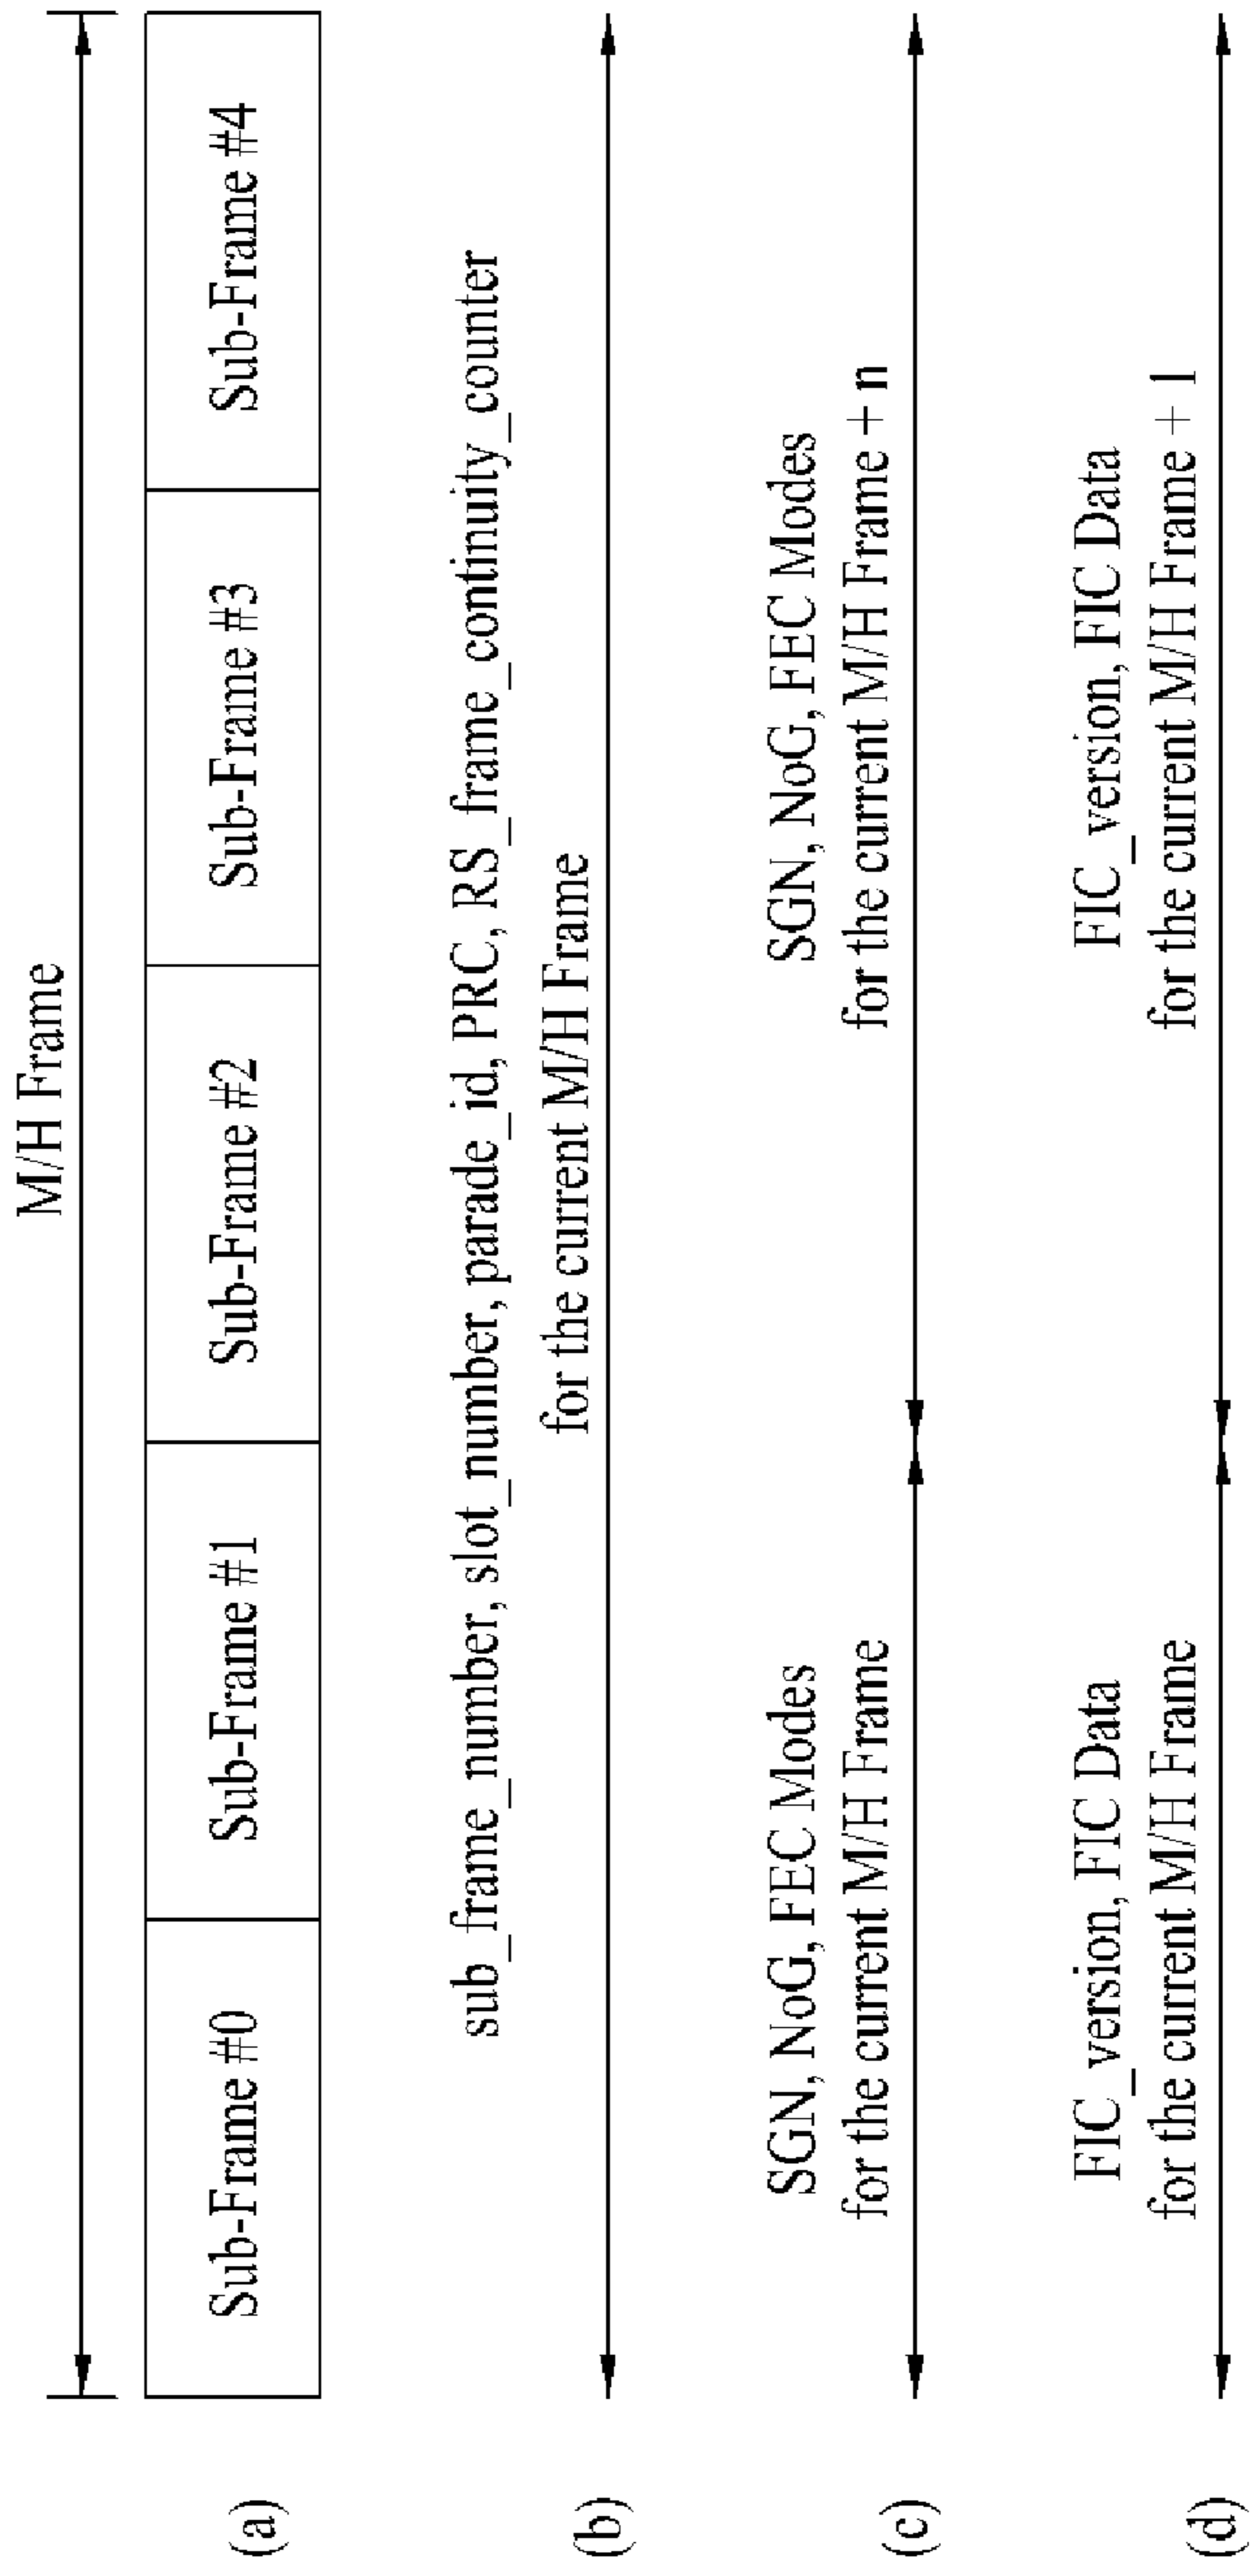 M/H Frame
(a)
Sub-Frame #0
Sub-Frame #1
Sub-Frame #2
Sub-Frame #3
Sub-Frame #4
(b)
sub_frame_number, slot_number, parade_id, PRC, RS_frame_continuity_counter
for the current M/H Frame
(c)
SGN, NoG, FEC Modes
for the current M/H Frame
SGN, NoG, FEC Modes
for the current M/H Frame + n
(d)
FIC_version, FIC Data
for the current M/H Frame
FIC_version, FIC Data
for the current M/H Frame + 1